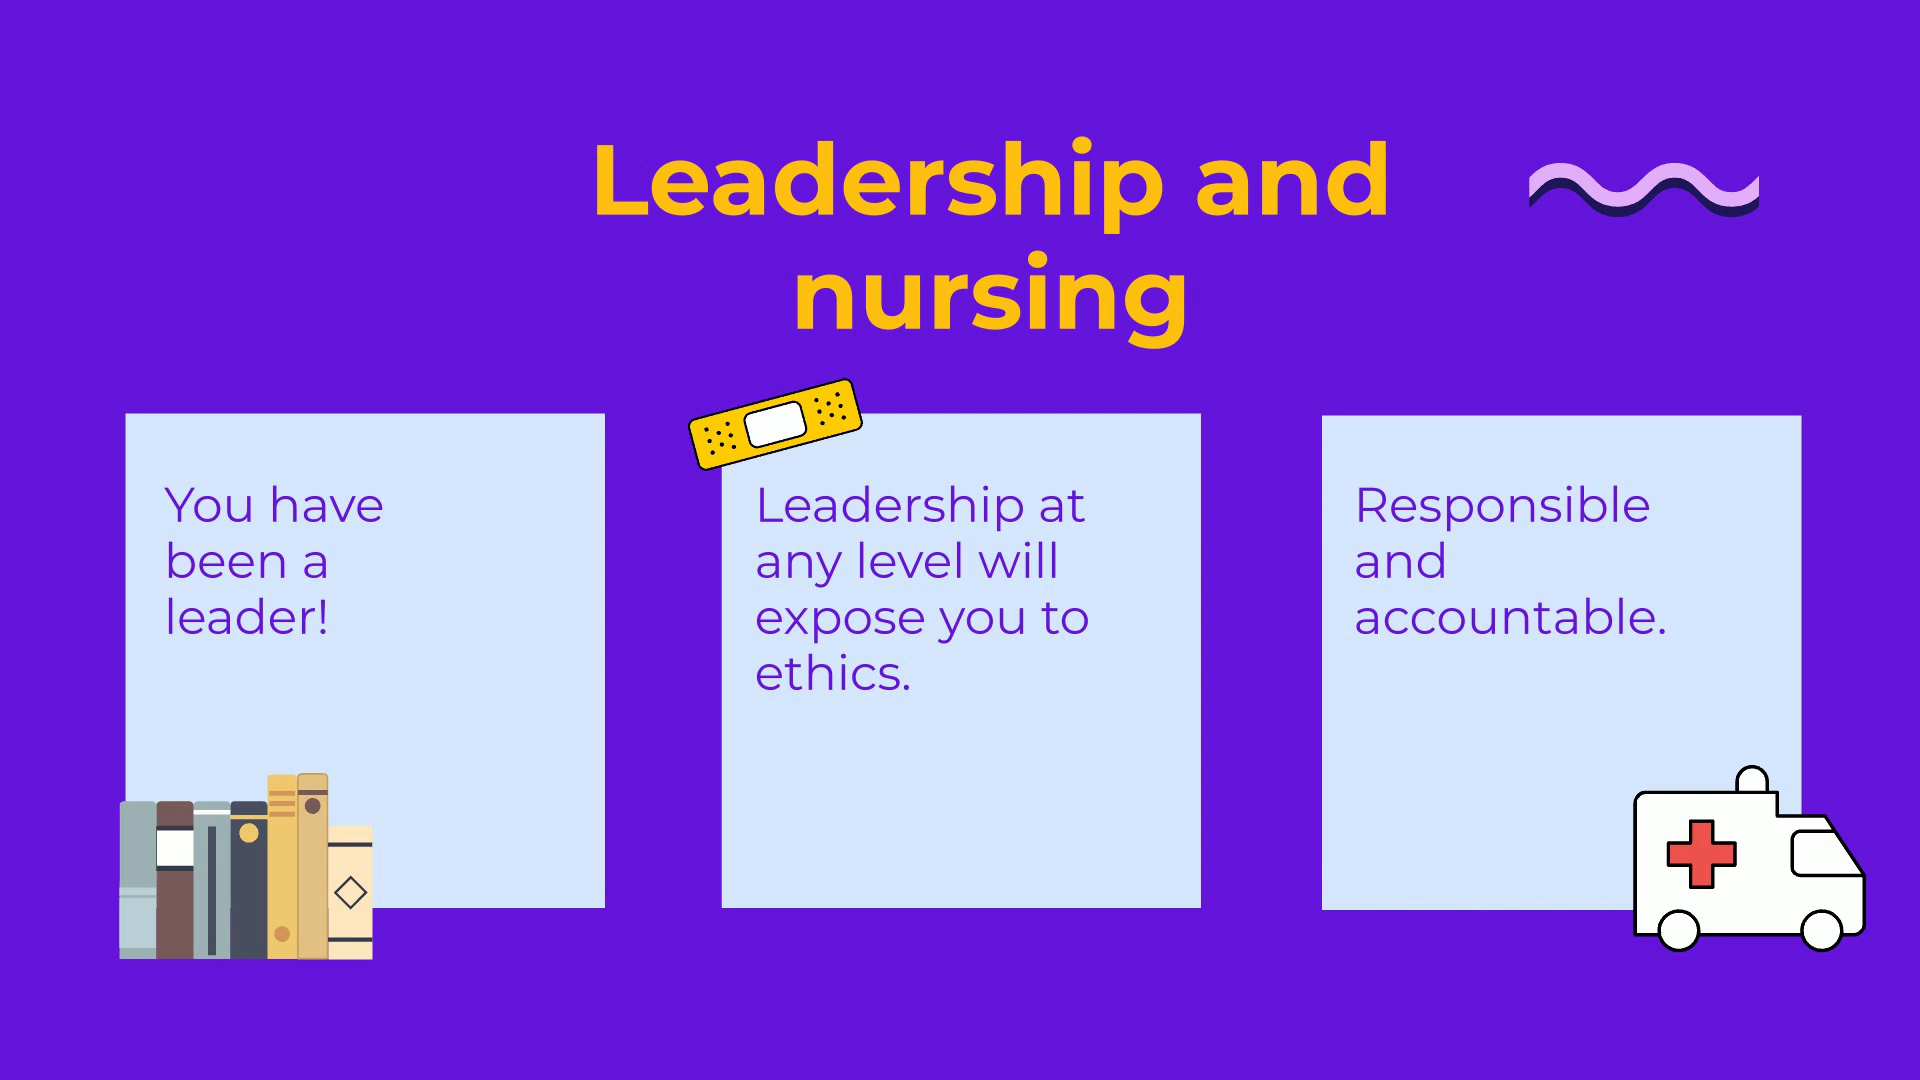 Leadership and
nursing
You have
been a
leader!
Leadership at
any level will
expose you to
ethics.
Responsible
and
accountable.